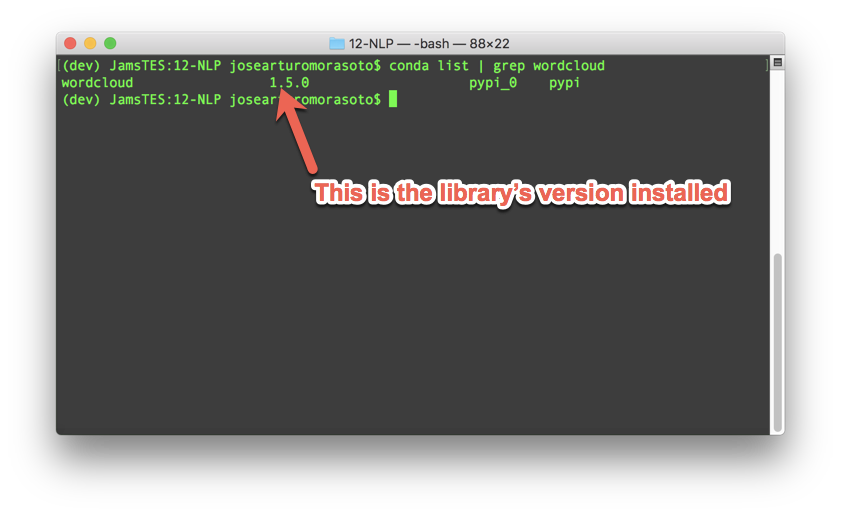 12-NLP — -bash — 88×22
[(dev) JamsTES:12-NLP josearturomorasoto$ conda list | grep wordcloud ]
wordcloud 1.5.0 pypi_0 pypi
(dev) JamsTES:12-NLP josearturomorasoto$
This is the library's version installed